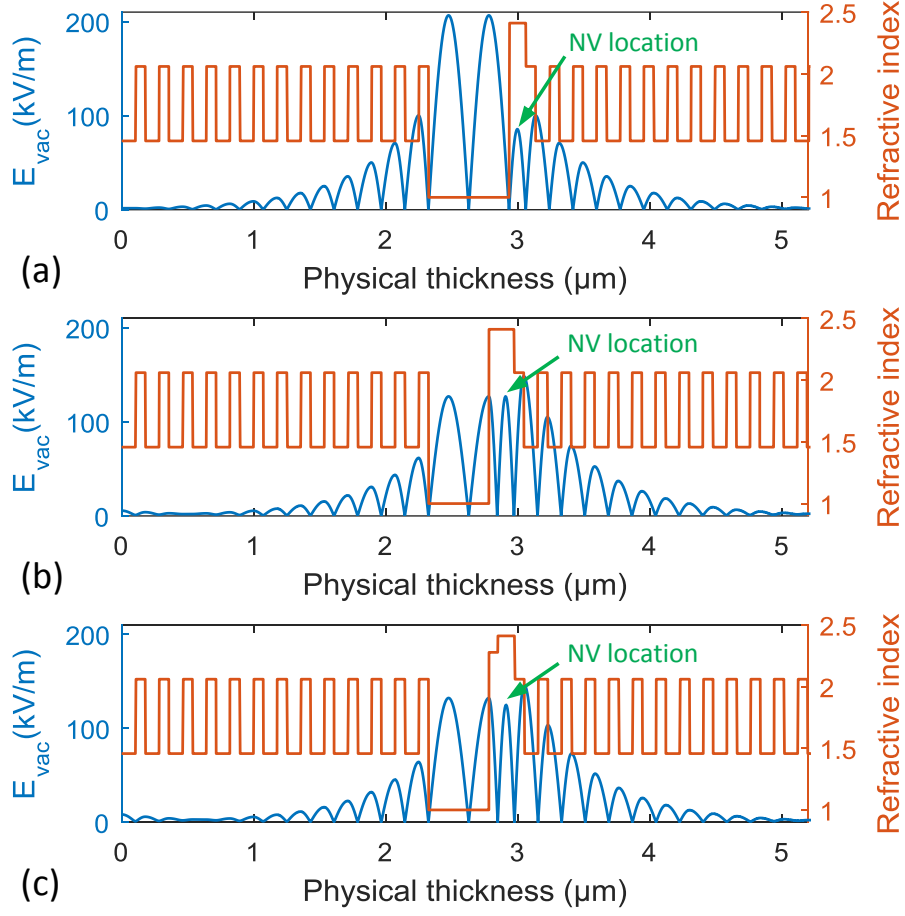 200
100
0
E_vac (kV/m)
2.5
2
1.5
1
Refractive index
NV location
0 1 2 3 4 5
Physical thickness (μm)
(a)
200
100
0
E_vac (kV/m)
2.5
2
1.5
1
Refractive index
NV location
0 1 2 3 4 5
Physical thickness (μm)
(b)
200
100
0
E_vac (kV/m)
2.5
2
1.5
1
Refractive index
NV location
0 1 2 3 4 5
Physical thickness (μm)
(c)